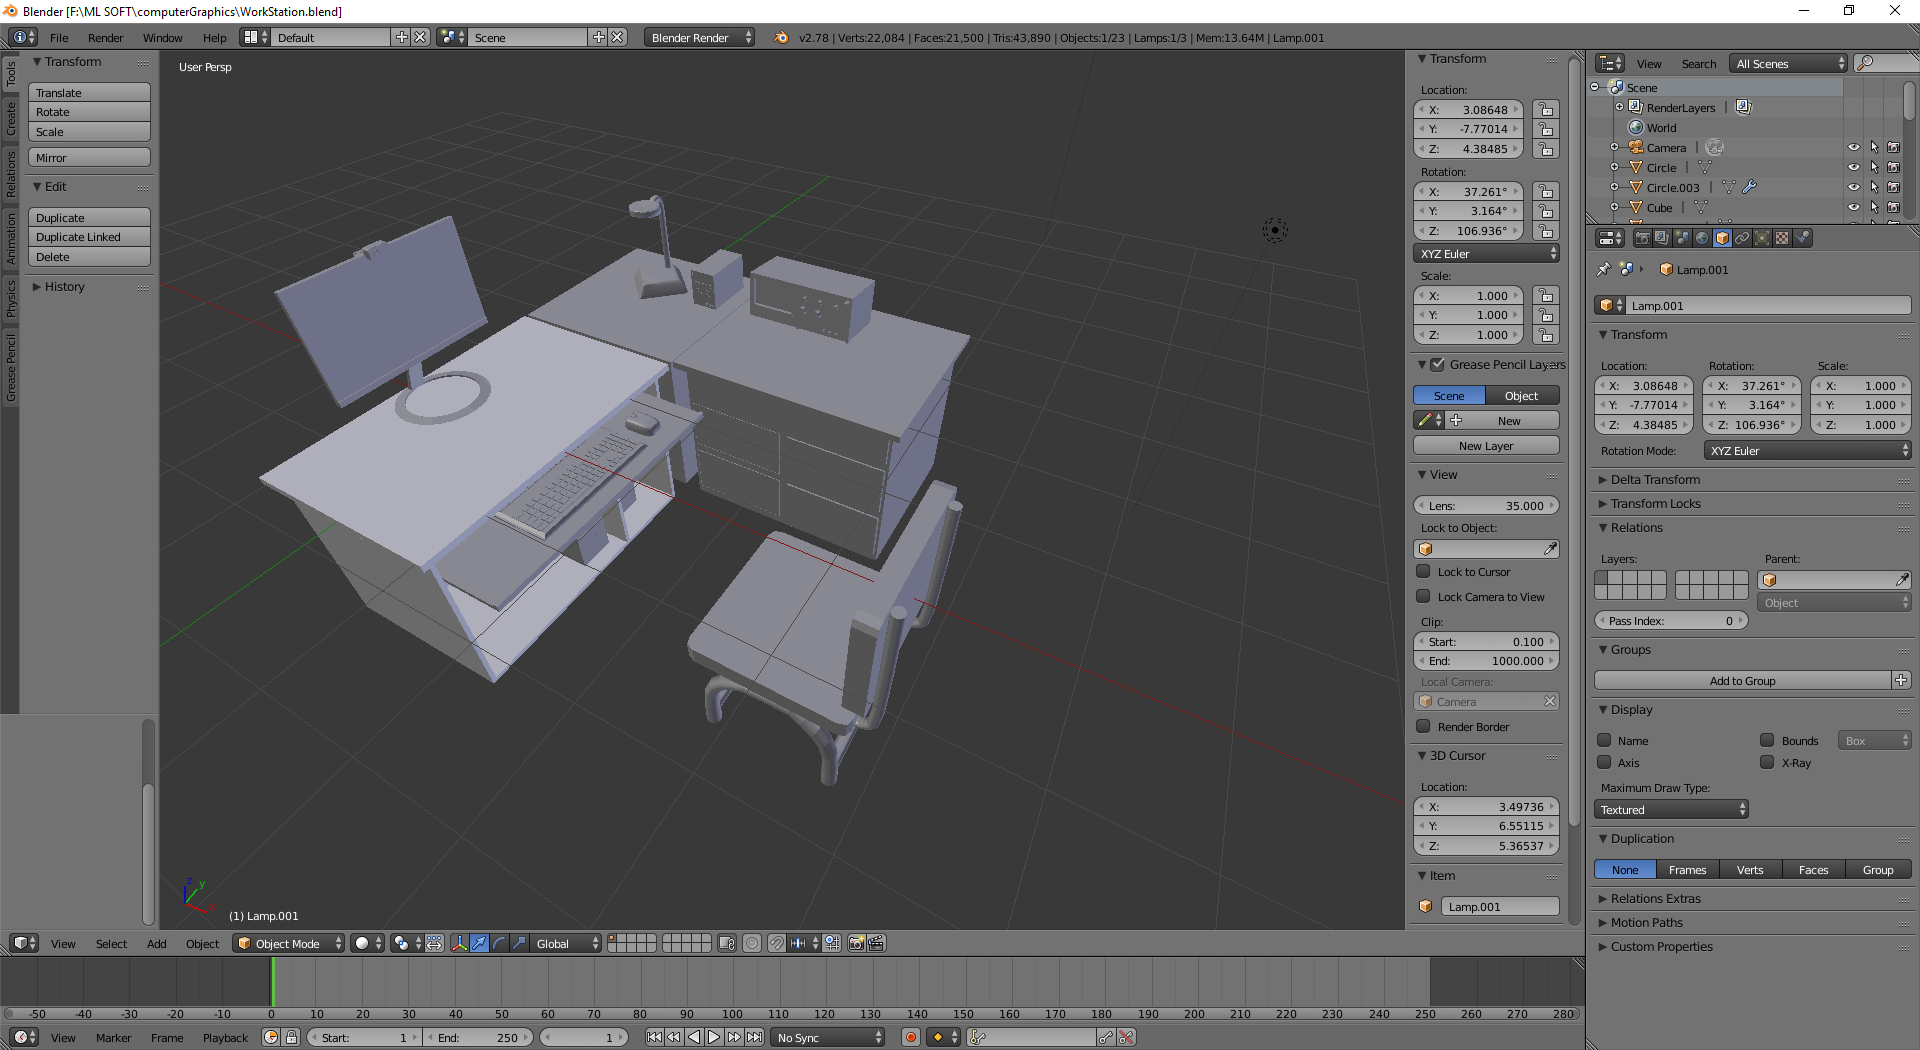 Blender [F:\ML SOFT\computerGraphics\WorkStation.blend]
File Render Window Help Default Scene Blender Render v2.78 | Verts:22,084 | Faces:21,500 | Tris:43,890 | Objects:1/23 | Lamps:1/3 | Mem:13.64M | Lamp.001
Tools
Create
Relations
Animation
Physics
Grease Pencil
Transform
Translate
Rotate
Scale
Mirror
Edit
Duplicate
Duplicate Linked
Delete
History
User Persp
z
y
x
(1) Lamp.001
Transform
Location:
X: 3.08648
Y: -7.77014
Z: 4.38485
Rotation:
X: 37.261°
Y: 3.164°
Z: 106.936°
XYZ Euler
Scale:
X: 1.000
Y: 1.000
Z: 1.000
Grease Pencil Layers
Scene Object
New
New Layer
View
Lens: 35.000
Lock to Object:
Lock to Cursor
Lock Camera to View
Clip:
Start: 0.100
End: 1000.000
Local Camera:
Camera
Render Border
3D Cursor
Location:
X: 3.49736
Y: 6.55115
Z: 5.36537
Item
Lamp.001
View Search All Scenes
Scene
RenderLayers |
World
Camera |
Circle |
Circle.003 |
Cube |
Lamp.001
Lamp.001
Transform
Location: Rotation: Scale:
X: 3.08648 X: 37.261° X: 1.000
Y: -7.77014 Y: 3.164° Y: 1.000
Z: 4.38485 Z: 106.936° Z: 1.000
Rotation Mode: XYZ Euler
Delta Transform
Transform Locks
Relations
Layers: Parent:
Object
Pass Index: 0
Groups
Add to Group
Display
Name Bounds Box
Axis X-Ray
Maximum Draw Type:
Textured
Duplication
None Frames Verts Faces Group
Relations Extras
Motion Paths
Custom Properties
View Select Add Object Object Mode Global
-50 -40 -30 -20 -10 0 10 20 30 40 50 60 70 80 90 100 110 120 130 140 150 160 170 180 190 200 210 220 230 240 250 260 270 280
View Marker Frame Playback Start: 1 End: 250 1 No Sync